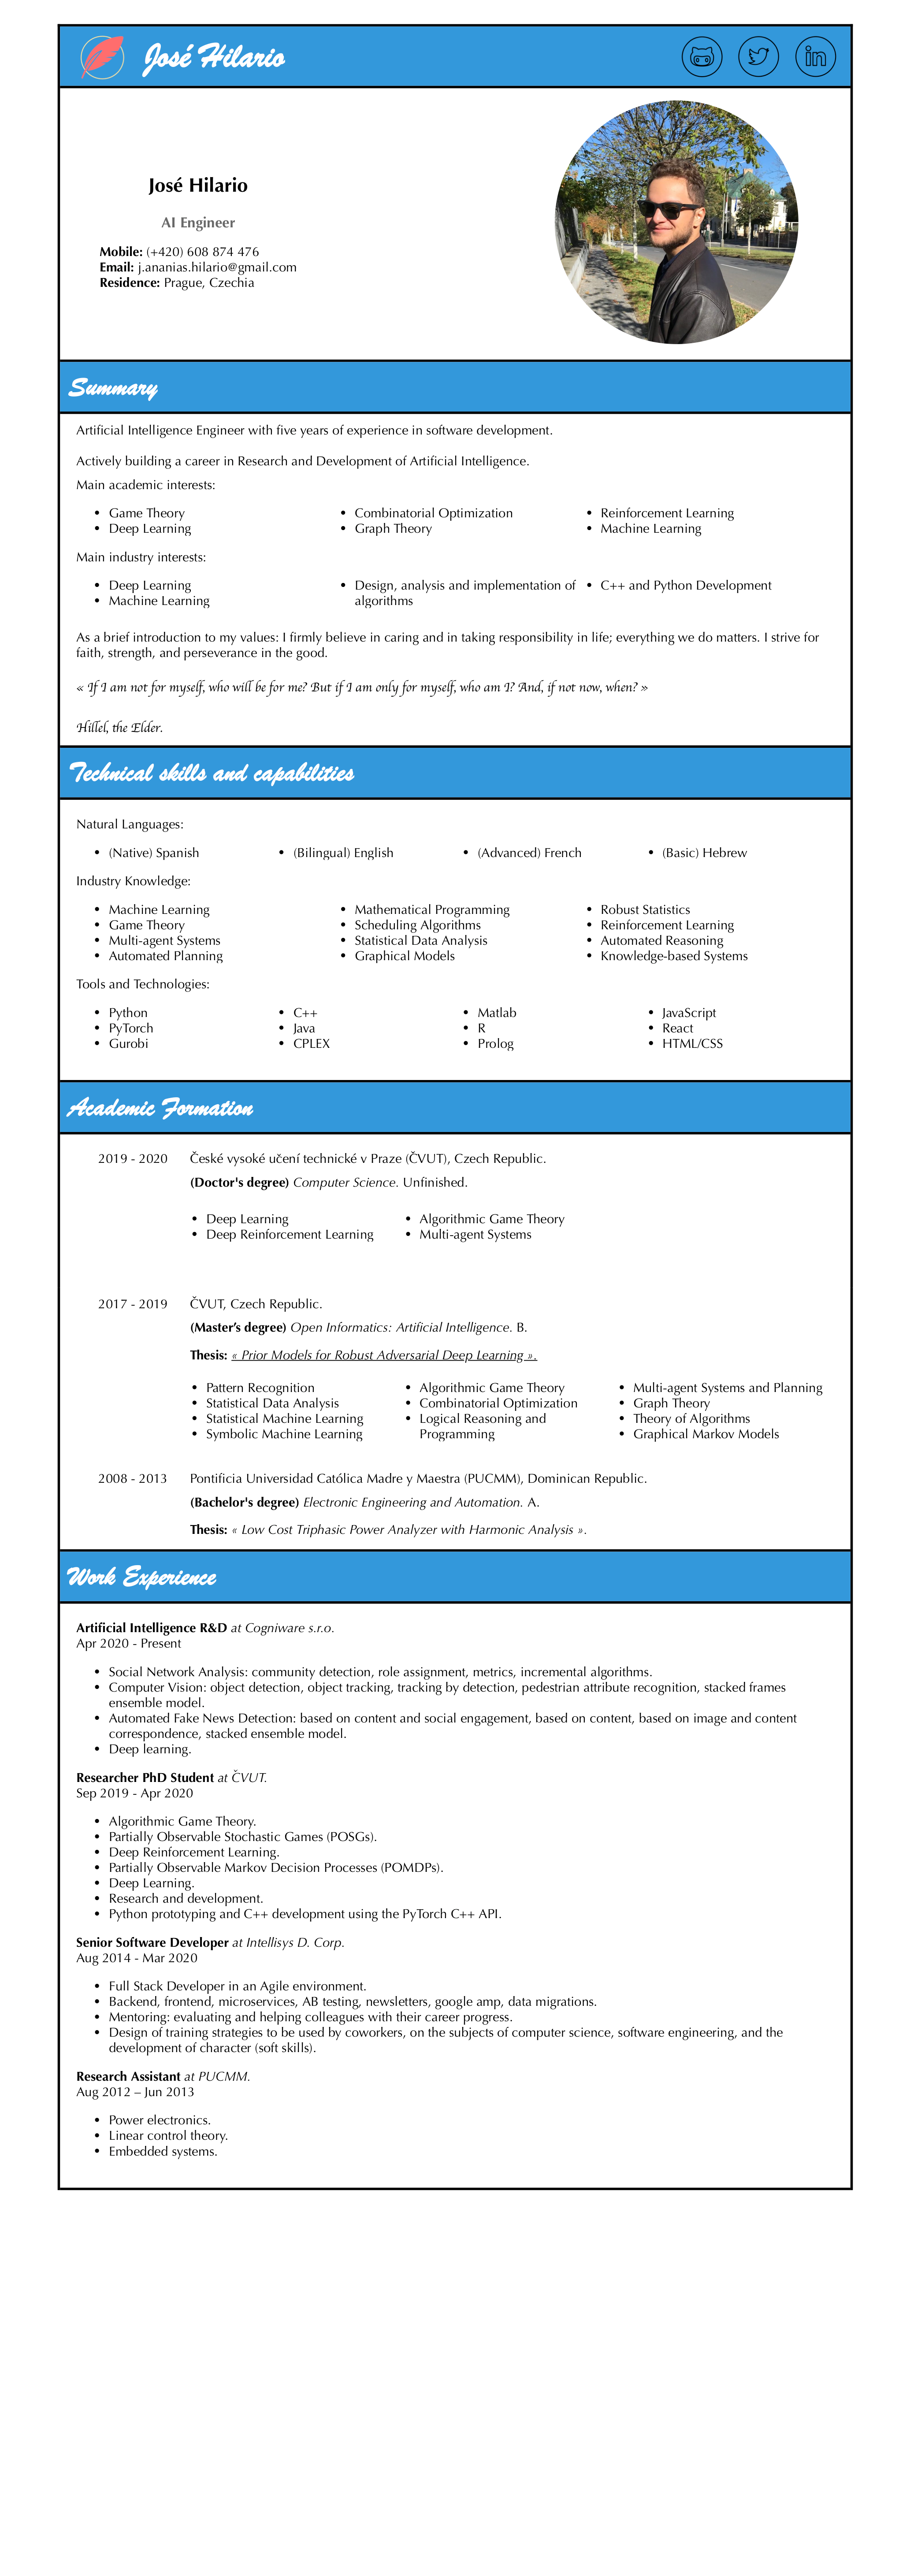 José Hilario
José Hilario
AI Engineer
Mobile: (+420) 608 874 476
Email: j.ananias.hilario@gmail.com
Residence: Prague, Czechia
Summary
Artificial Intelligence Engineer with five years of experience in software development.
Actively building a career in Research and Development of Artificial Intelligence.
Main academic interests:
• Game Theory • Combinatorial Optimization • Reinforcement Learning
• Deep Learning • Graph Theory • Machine Learning
Main industry interests:
• Deep Learning • Design, analysis and implementation of • C++ and Python Development
• Machine Learning algorithms
As a brief introduction to my values: I firmly believe in caring and in taking responsibility in life; everything we do matters. I strive for
faith, strength, and perseverance in the good.
« If I am not for myself, who will be for me? But if I am only for myself, who am I? And, if not now, when? »
Hillel, the Elder.
Technical skills and capabilities
Natural Languages:
• (Native) Spanish • (Bilingual) English • (Advanced) French • (Basic) Hebrew
Industry Knowledge:
• Machine Learning • Mathematical Programming • Robust Statistics
• Game Theory • Scheduling Algorithms • Reinforcement Learning
• Multi-agent Systems • Statistical Data Analysis • Automated Reasoning
• Automated Planning • Graphical Models • Knowledge-based Systems
Tools and Technologies:
• Python • C++ • Matlab • JavaScript
• PyTorch • Java • R • React
• Gurobi • CPLEX • Prolog • HTML/CSS
Academic Formation
2019 - 2020 České vysoké učení technické v Praze (ČVUT), Czech Republic.
(Doctor's degree) Computer Science. Unfinished.
• Deep Learning • Algorithmic Game Theory
• Deep Reinforcement Learning • Multi-agent Systems
2017 - 2019 ČVUT, Czech Republic.
(Master’s degree) Open Informatics: Artificial Intelligence. B.
Thesis: « Prior Models for Robust Adversarial Deep Learning ».
• Pattern Recognition • Algorithmic Game Theory • Multi-agent Systems and Planning
• Statistical Data Analysis • Combinatorial Optimization • Graph Theory
• Statistical Machine Learning • Logical Reasoning and • Theory of Algorithms
• Symbolic Machine Learning Programming • Graphical Markov Models
2008 - 2013 Pontificia Universidad Católica Madre y Maestra (PUCMM), Dominican Republic.
(Bachelor's degree) Electronic Engineering and Automation. A.
Thesis: « Low Cost Triphasic Power Analyzer with Harmonic Analysis ».
Work Experience
Artificial Intelligence R&D at Cogniware s.r.o.
Apr 2020 - Present
• Social Network Analysis: community detection, role assignment, metrics, incremental algorithms.
• Computer Vision: object detection, object tracking, tracking by detection, pedestrian attribute recognition, stacked frames
ensemble model.
• Automated Fake News Detection: based on content and social engagement, based on content, based on image and content
correspondence, stacked ensemble model.
• Deep learning.
Researcher PhD Student at ČVUT.
Sep 2019 - Apr 2020
• Algorithmic Game Theory.
• Partially Observable Stochastic Games (POSGs).
• Deep Reinforcement Learning.
• Partially Observable Markov Decision Processes (POMDPs).
• Deep Learning.
• Research and development.
• Python prototyping and C++ development using the PyTorch C++ API.
Senior Software Developer at Intellisys D. Corp.
Aug 2014 - Mar 2020
• Full Stack Developer in an Agile environment.
• Backend, frontend, microservices, AB testing, newsletters, google amp, data migrations.
• Mentoring: evaluating and helping colleagues with their career progress.
• Design of training strategies to be used by coworkers, on the subjects of computer science, software engineering, and the
development of character (soft skills).
Research Assistant at PUCMM.
Aug 2012 – Jun 2013
• Power electronics.
• Linear control theory.
• Embedded systems.